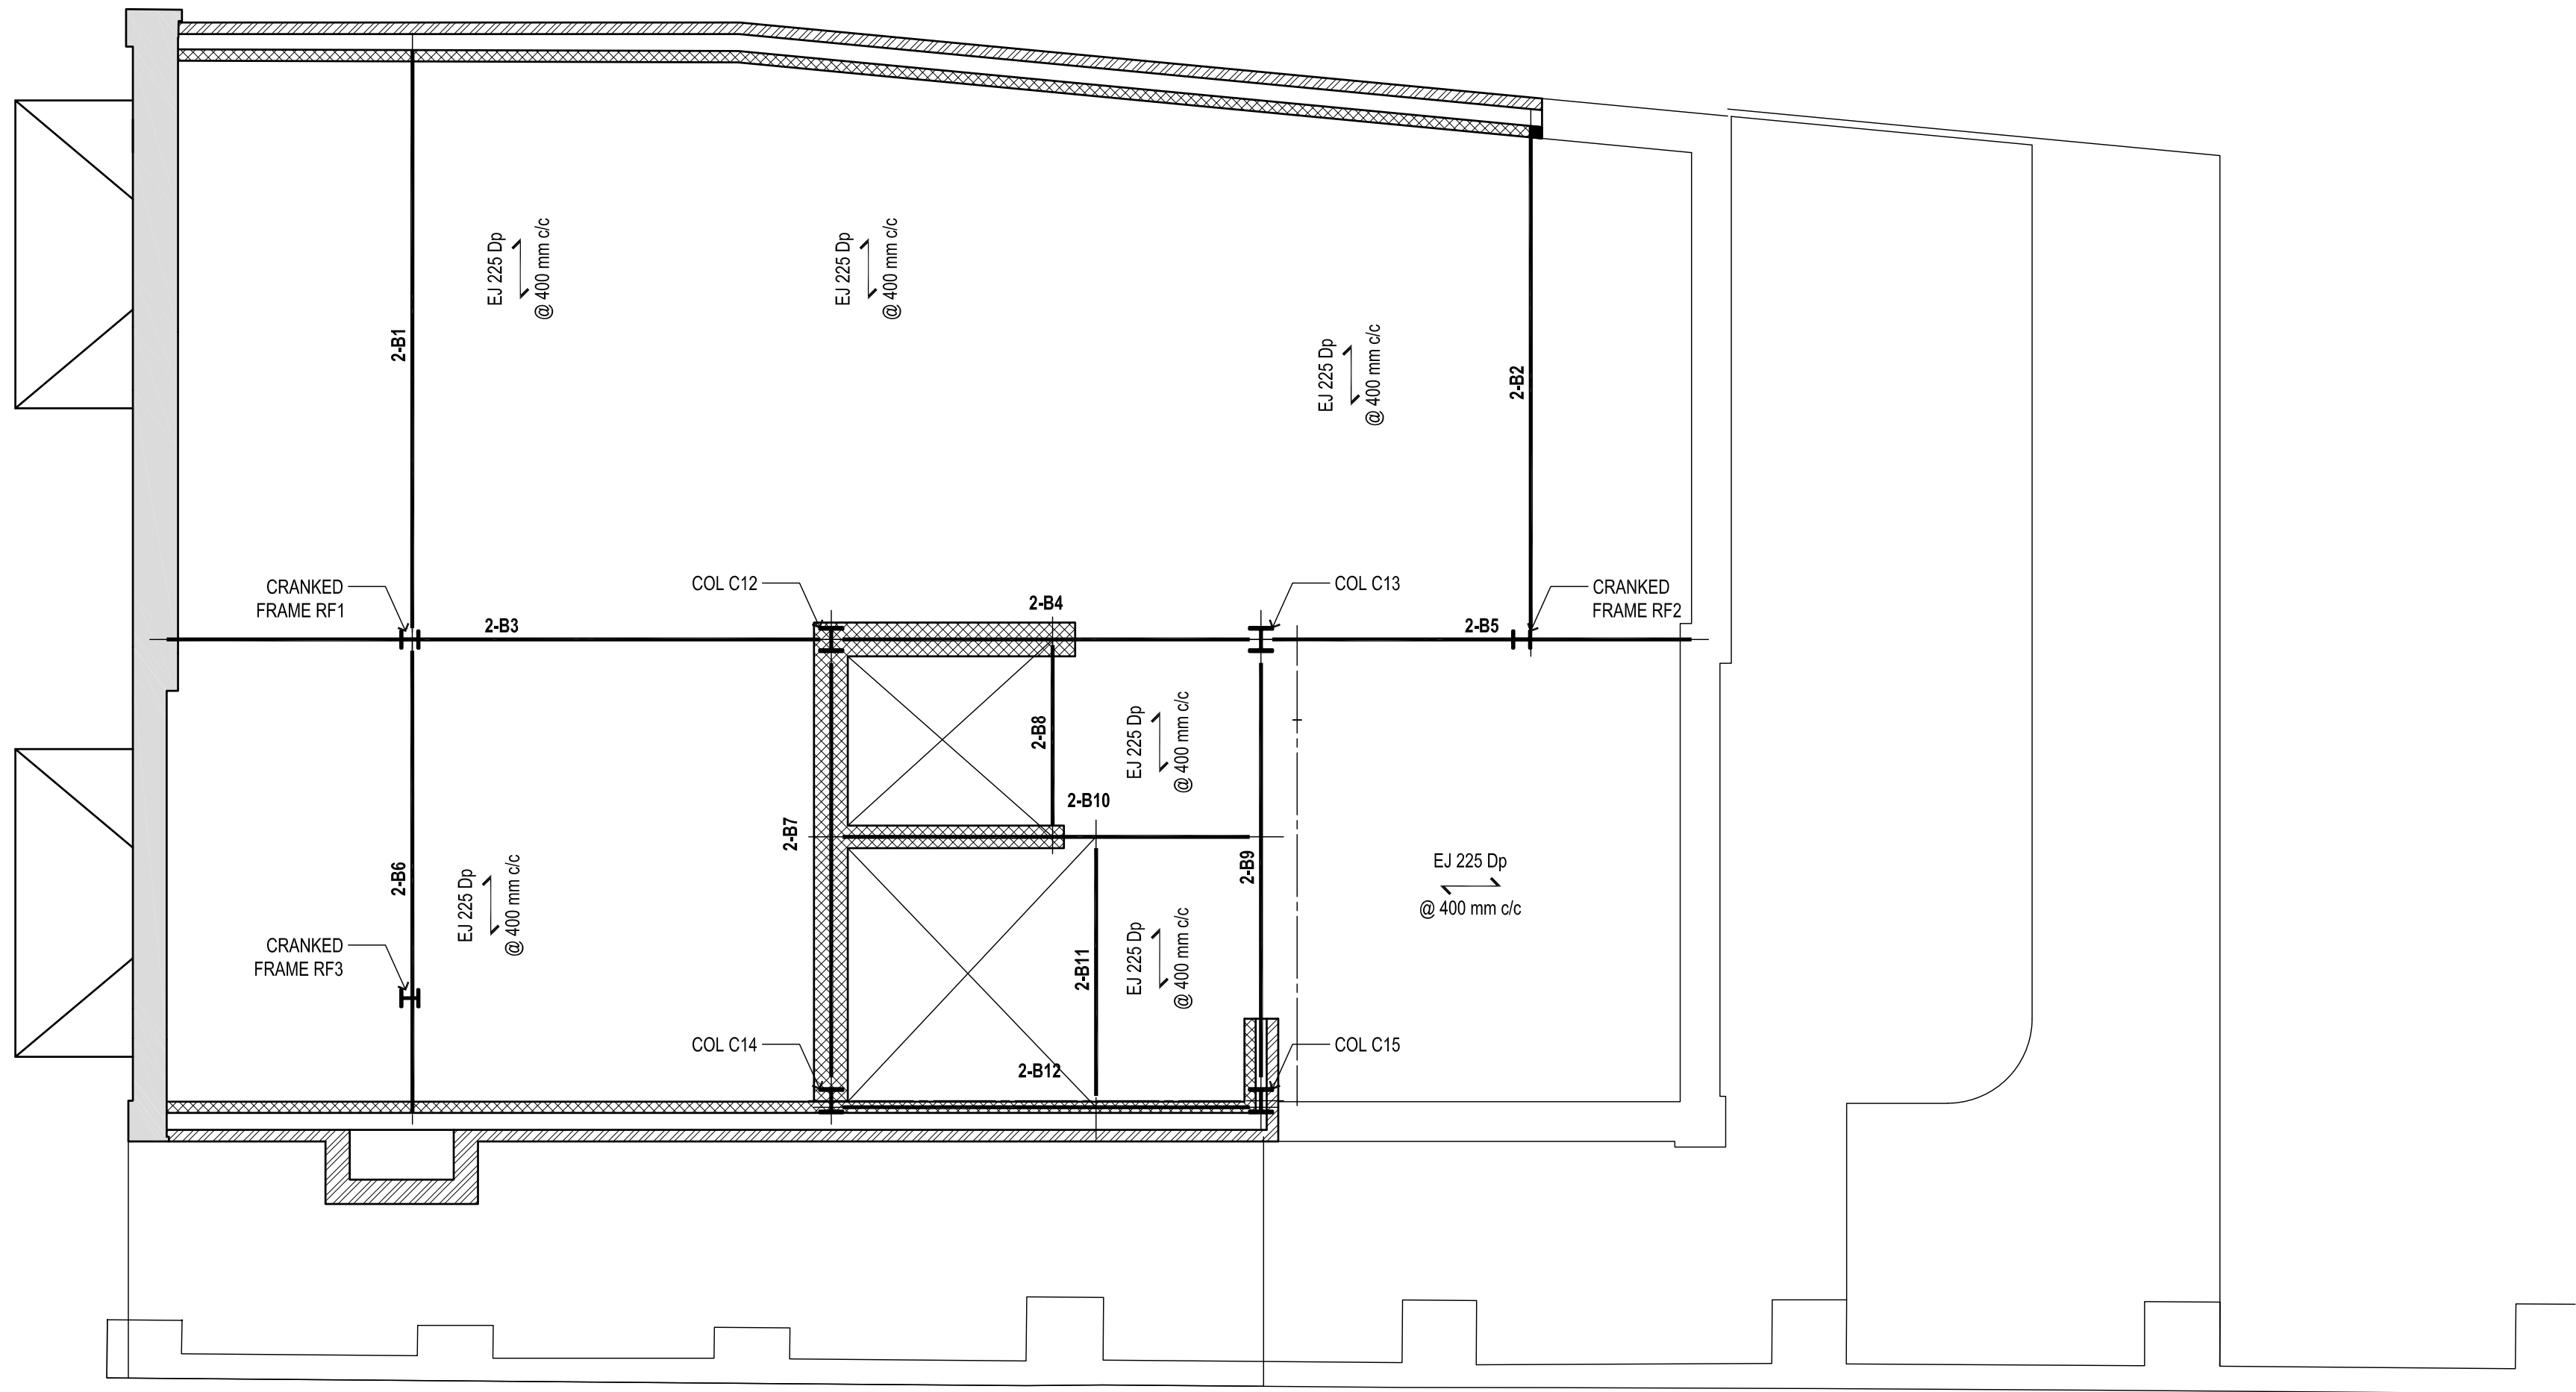 EJ 225 Dp
@ 400 mm c/c
EJ 225 Dp
@ 400 mm c/c
2-B1
EJ 225 Dp
@ 400 mm c/c
2-B2
CRANKED
FRAME RF1
COL C12
2-B4
COL C13
CRANKED
FRAME RF2
2-B3
2-B5
EJ 225 Dp
@ 400 mm c/c
2-B8
2-B10
2-B7
2-B6
2-B9
EJ 225 Dp
@ 400 mm c/c
EJ 225 Dp
@ 400 mm c/c
CRANKED
FRAME RF3
2-B11
EJ 225 Dp
@ 400 mm c/c
COL C14
2-B12
COL C15